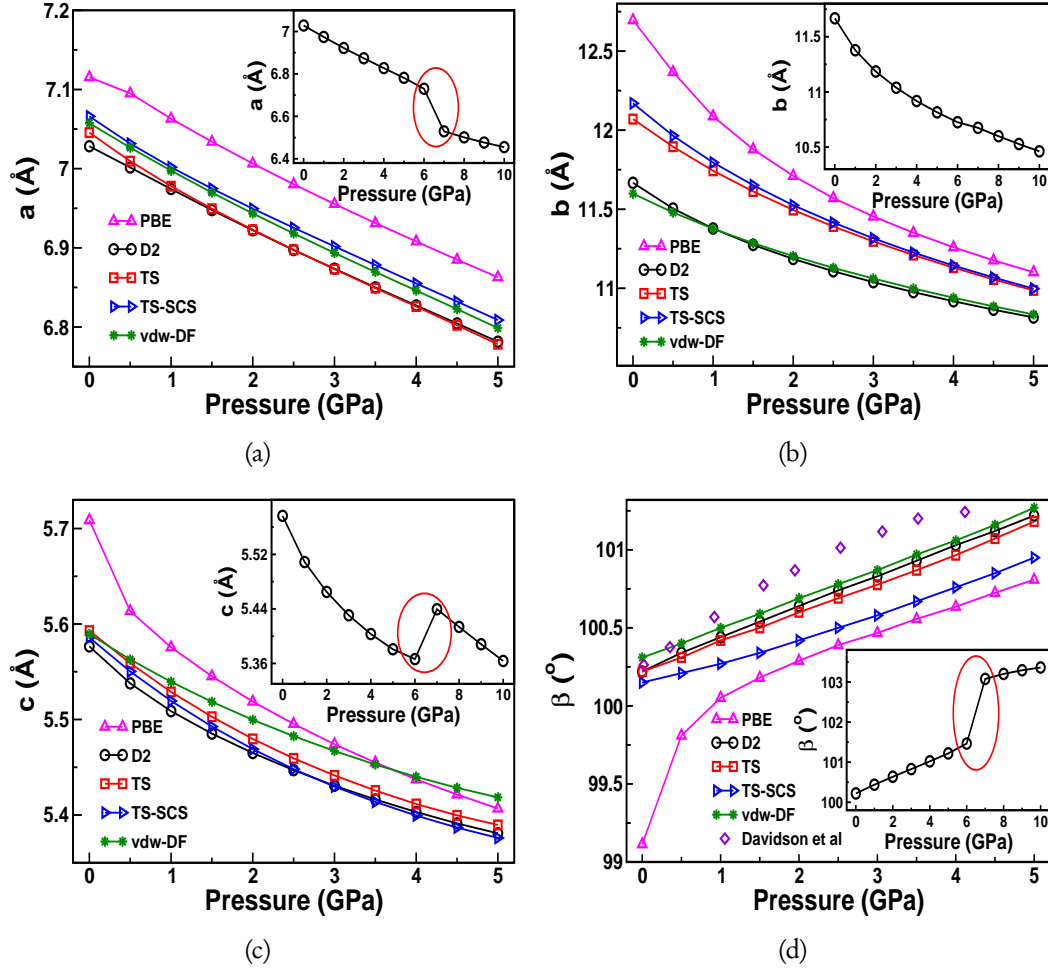 7.2
7.1
7
6.9
6.8
a (Å)
0 1 2 3 4 5
Pressure (GPa)
PBE
D2
TS
TS-SCS
vdw-DF
7
6.8
6.6
6.4
a (Å)
0 2 4 6 8 10
Pressure (GPa)
(a)
12.5
12
11.5
11
b (Å)
0 1 2 3 4 5
Pressure (GPa)
PBE
D2
TS
TS-SCS
vdw-DF
11.5
11
10.5
b (Å)
0 2 4 6 8 10
Pressure (GPa)
(b)
5.7
5.6
5.5
5.4
c (Å)
0 1 2 3 4 5
Pressure (GPa)
PBE
D2
TS
TS-SCS
vdw-DF
5.52
5.44
5.36
c (Å)
0 2 4 6 8 10
Pressure (GPa)
(c)
101
100.5
100
99.5
99
β (°)
0 1 2 3 4 5
Pressure (GPa)
PBE
D2
TS
TS-SCS
vdw-DF
Davidson et al
103
102
101
100
β (°)
0 2 4 6 8 10
Pressure (GPa)
(d)